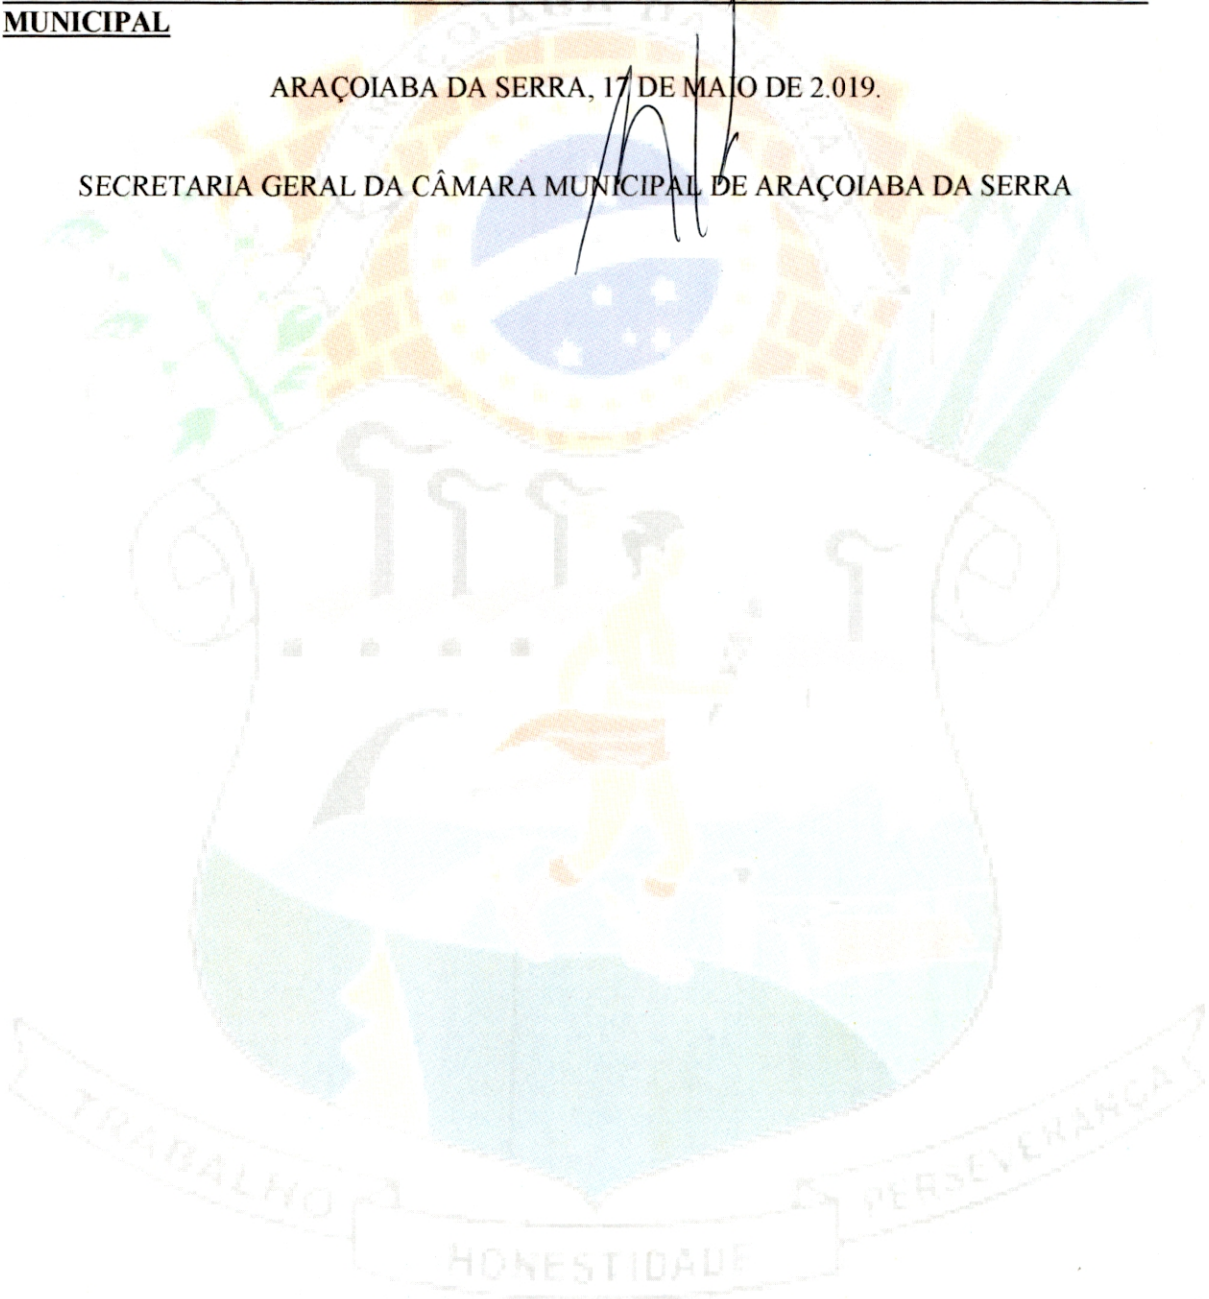 MUNICIPAL
ARAÇOIABA DA SERRA, 17 DE MAIO DE 2.019.
SECRETARIA GERAL DA CÂMARA MUNICIPAL DE ARAÇOIABA DA SERRA
TRABALHO
HONESTIDADE
PERSEVERANÇA